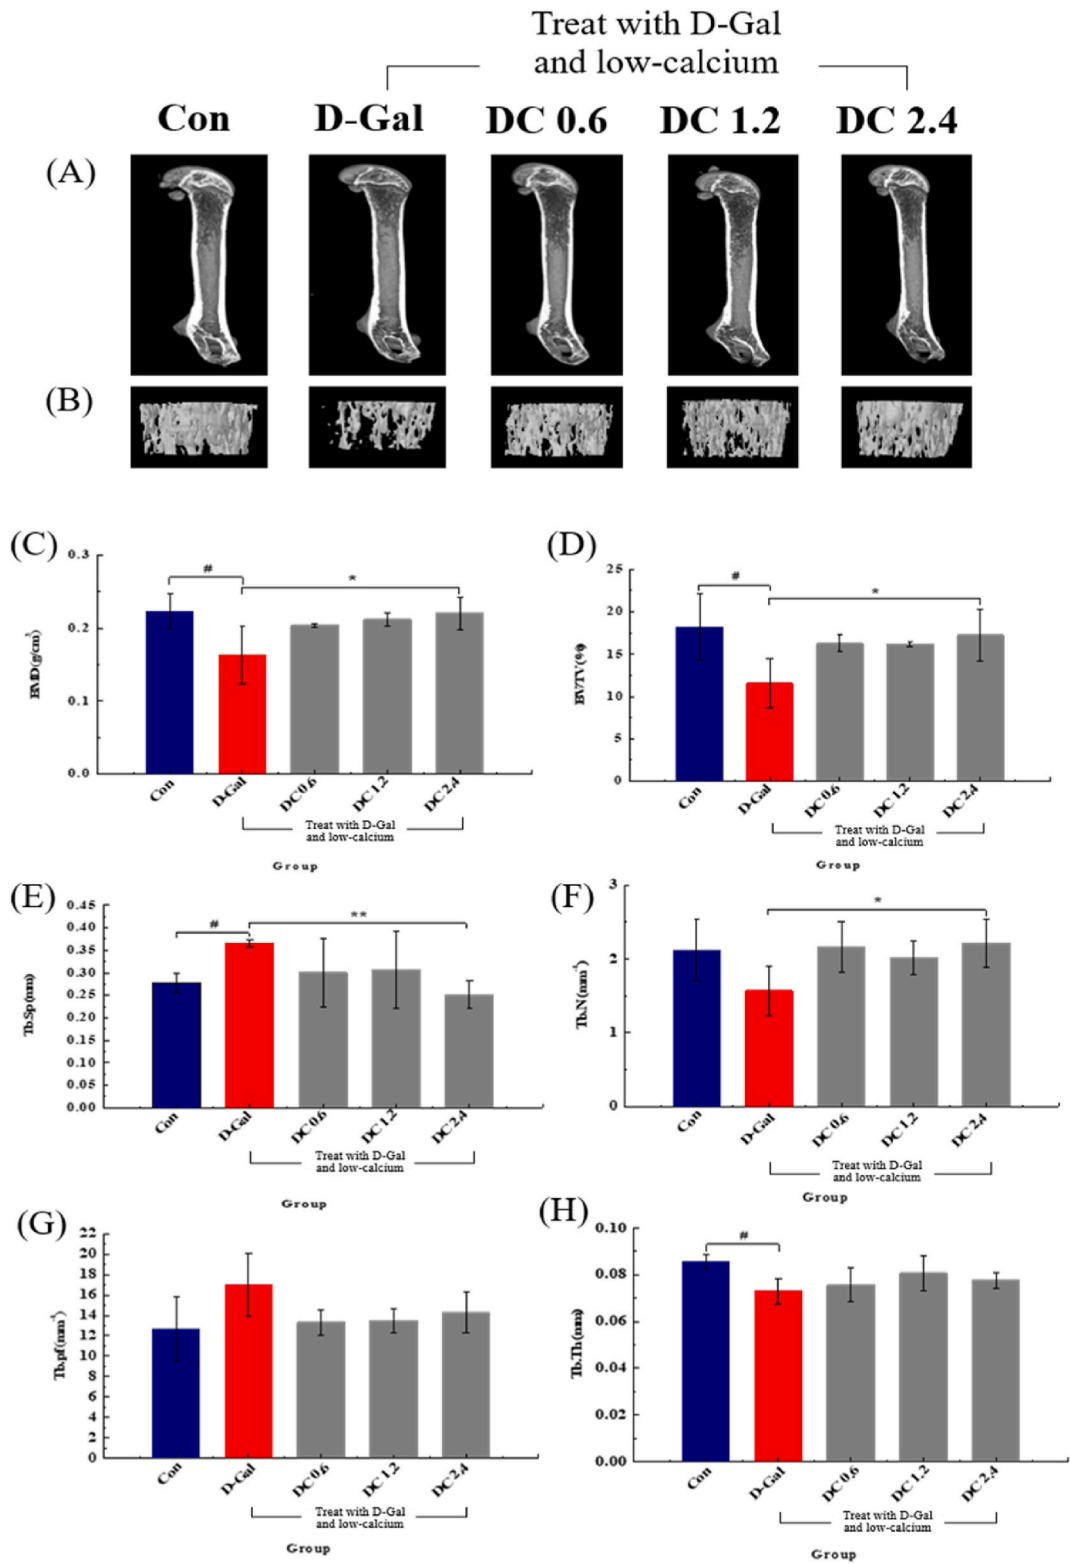 Treat with D-Gal
and low-calcium
Con D-Gal DC 0.6 DC 1.2 DC 2.4
(A)
(B)
(C)
0.3
0.2
0.1
0.0
BMD(g/cm³)
#
*
Con D-Gal DC 0.6 DC 1.2 DC 2.4
Treat with D-Gal
and low-calcium
Group
(D)
25
20
15
10
5
0
BV/TV(%)
#
*
Con D-Gal DC 0.6 DC 1.2 DC 2.4
Treat with D-Gal
and low-calcium
Group
(E)
0.45
0.40
0.35
0.30
0.25
0.20
0.15
0.10
0.05
0.00
Tb.Sp(mm)
#
**
Con D-Gal DC 0.6 DC 1.2 DC 2.4
Treat with D-Gal
and low-calcium
Group
(F)
3
2
1
0
Tb.N(mm⁻¹)
*
Con D-Gal DC 0.6 DC 1.2 DC 2.4
Treat with D-Gal
and low-calcium
Group
(G)
22
20
18
16
14
12
10
8
6
4
2
0
Tb.pf(mm⁻¹)
Con D-Gal DC 0.6 DC 1.2 DC 2.4
Treat with D-Gal
and low-calcium
Group
(H)
0.10
0.08
0.06
0.04
0.02
0.00
Tb.Th(mm)
#
Con D-Gal DC 0.6 DC 1.2 DC 2.4
Treat with D-Gal
and low-calcium
Group